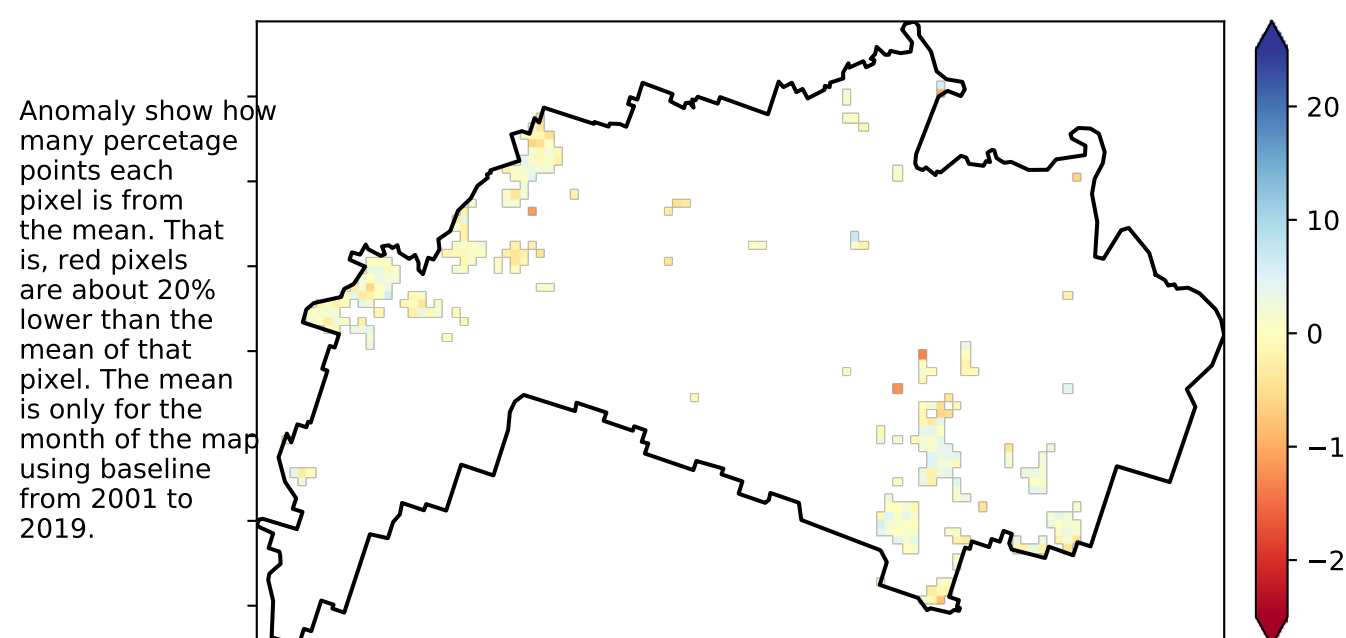 Anomaly show how
many percetage
points each
pixel is from
the mean. That
is, red pixels
are about 20%
lower than the
mean of that
pixel. The mean
is only for the
month of the map
using baseline
from 2001 to
2019.
20
10
0
−1
−2